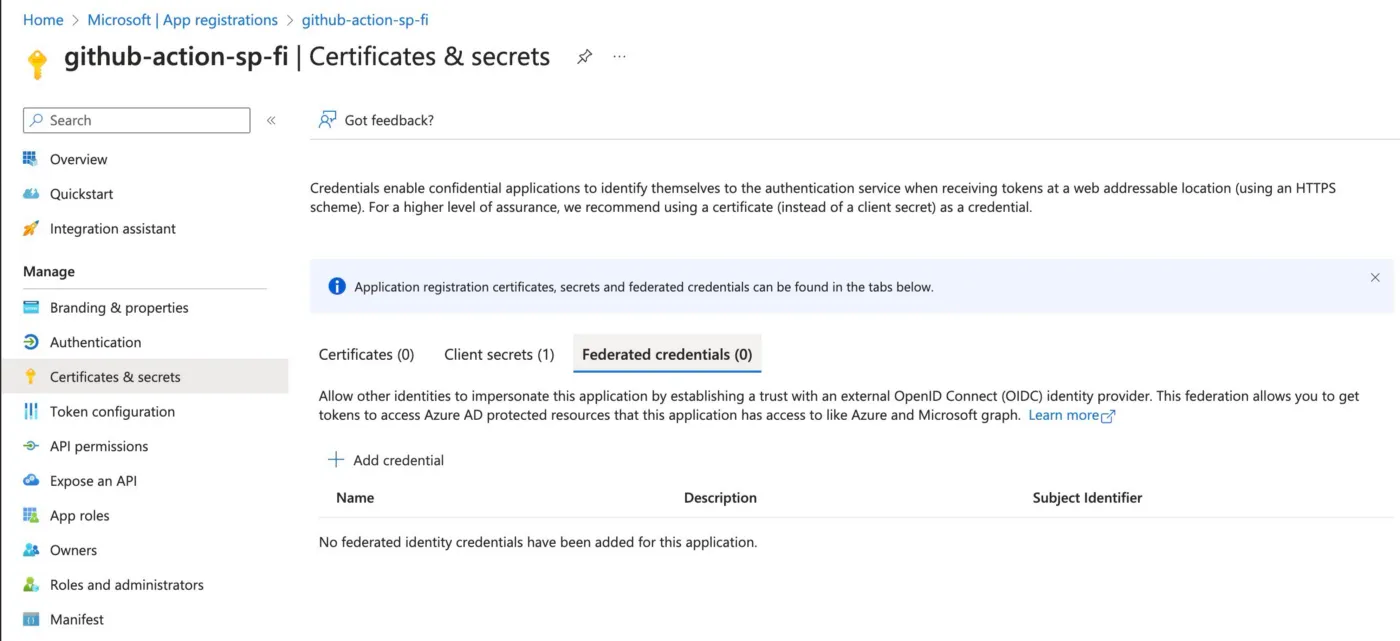 Home > Microsoft | App registrations > github-action-sp-fi
github-action-sp-fi | Certificates & secrets
Search
Got feedback?
Overview
Quickstart
Integration assistant
Manage
Branding & properties
Authentication
Certificates & secrets
Token configuration
API permissions
Expose an API
App roles
Owners
Roles and administrators
Manifest
Credentials enable confidential applications to identify themselves to the authentication service when receiving tokens at a web addressable location (using an HTTPS
scheme). For a higher level of assurance, we recommend using a certificate (instead of a client secret) as a credential.
Application registration certificates, secrets and federated credentials can be found in the tabs below.
Certificates (0) Client secrets (1) Federated credentials (0)
Allow other identities to impersonate this application by establishing a trust with an external OpenID Connect (OIDC) identity provider. This federation allows you to get
tokens to access Azure AD protected resources that this application has access to like Azure and Microsoft graph. Learn more
Add credential
Name Description Subject Identifier
No federated identity credentials have been added for this application.